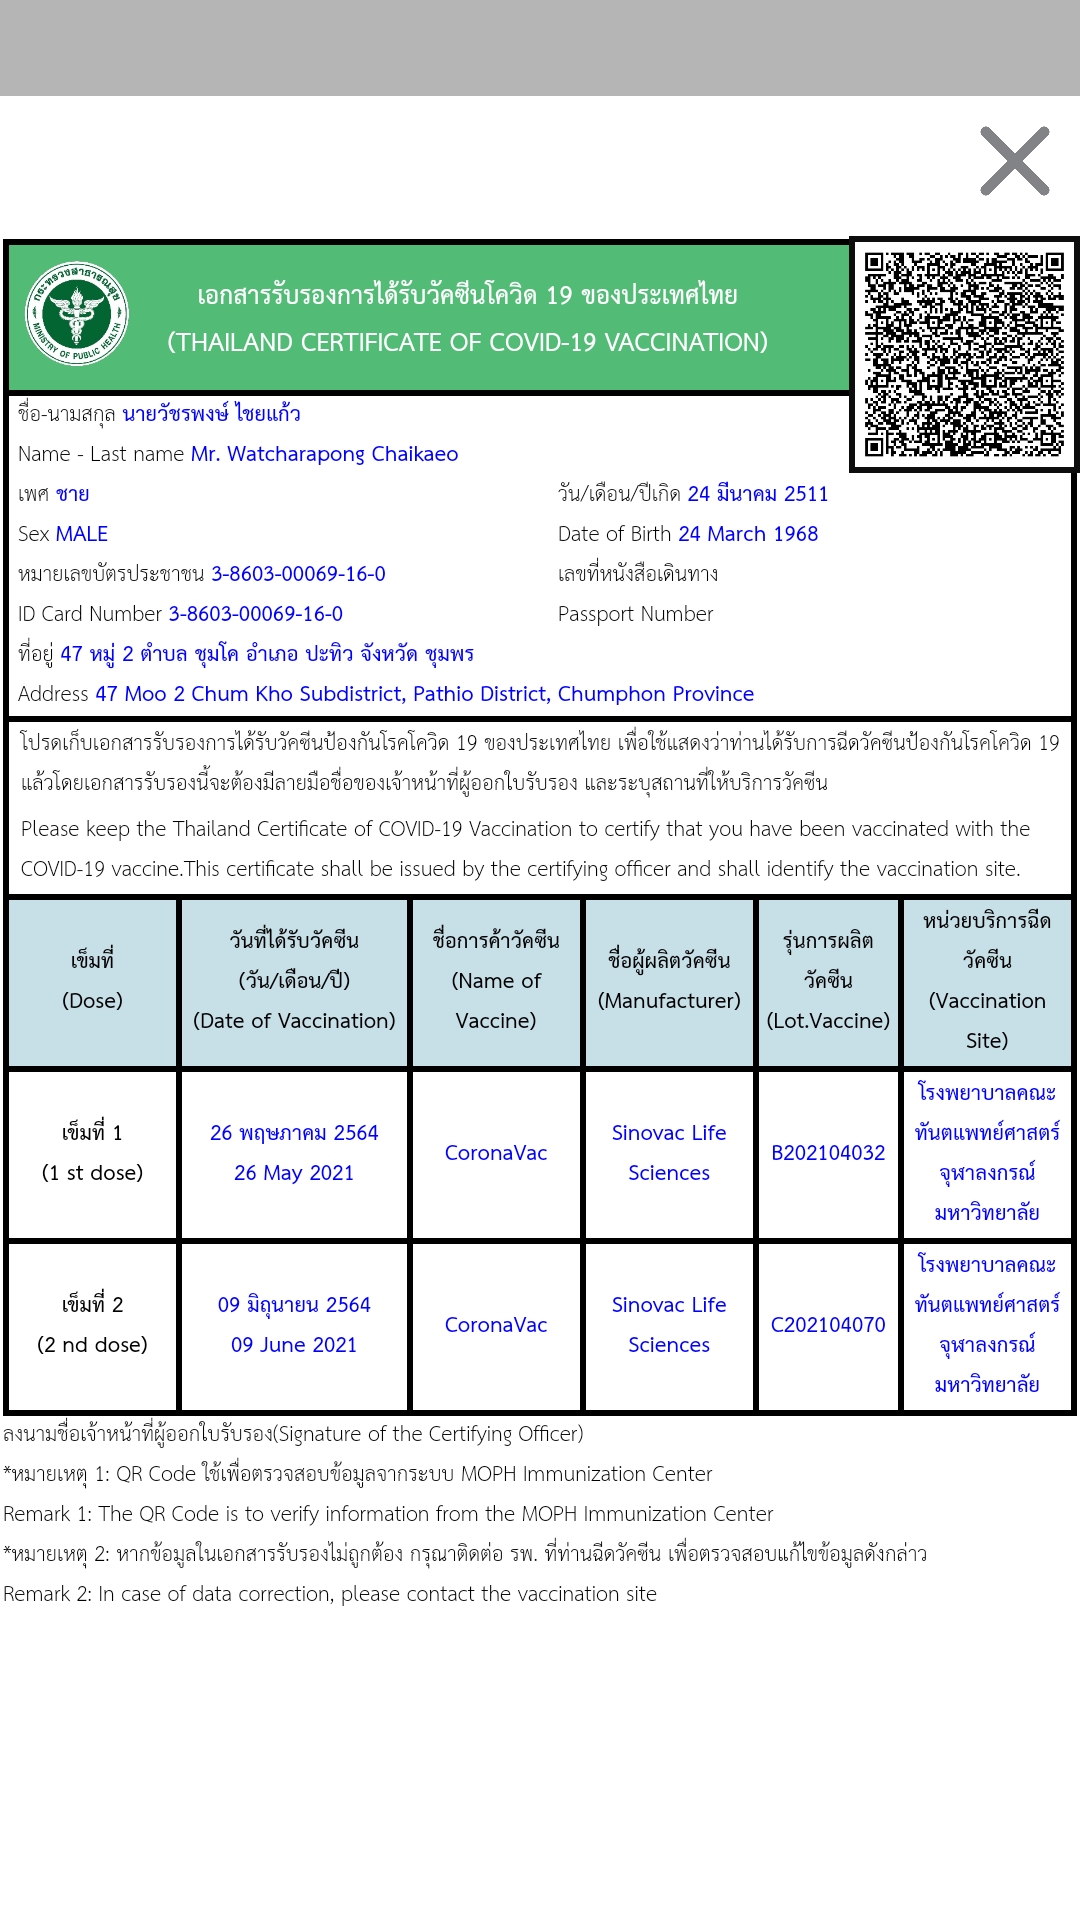 กระทรวงสาธารณสุข
MINISTRY OF PUBLIC HEALTH
เอกสารรับรองการได้รับวัคซีนโควิด 19 ของประเทศไทย
(THAILAND CERTIFICATE OF COVID-19 VACCINATION)
ชื่อ-นามสกุล นายวัชรพงษ์ ไชยแก้ว
Name - Last name Mr. Watcharapong Chaikaeo
เพศ ชาย วัน/เดือน/ปีเกิด 24 มีนาคม 2511
Sex MALE Date of Birth 24 March 1968
หมายเลขบัตรประชาชน 3-8603-00069-16-0 เลขที่หนังสือเดินทาง
ID Card Number 3-8603-00069-16-0 Passport Number
ที่อยู่ 47 หมู่ 2 ตำบล ชุมโค อำเภอ ปะทิว จังหวัด ชุมพร
Address 47 Moo 2 Chum Kho Subdistrict, Pathio District, Chumphon Province
โปรดเก็บเอกสารรับรองการได้รับวัคซีนป้องกันโรคโควิด 19 ของประเทศไทย เพื่อใช้แสดงว่าท่านได้รับการฉีดวัคซีนป้องกันโรคโควิด 19
แล้วโดยเอกสารรับรองนี้จะต้องมีลายมือชื่อของเจ้าหน้าที่ผู้ออกใบรับรอง และระบุสถานที่ให้บริการวัคซีน
Please keep the Thailand Certificate of COVID-19 Vaccination to certify that you have been vaccinated with the
COVID-19 vaccine.This certificate shall be issued by the certifying officer and shall identify the vaccination site.
เข็มที่
(Dose)
วันที่ได้รับวัคซีน
(วัน/เดือน/ปี)
(Date of Vaccination)
ชื่อการค้าวัคซีน
(Name of
Vaccine)
ชื่อผู้ผลิตวัคซีน
(Manufacturer)
รุ่นการผลิต
วัคซีน
(Lot.Vaccine)
หน่วยบริการฉีด
วัคซีน
(Vaccination
Site)
เข็มที่ 1
(1 st dose)
26 พฤษภาคม 2564
26 May 2021
CoronaVac
Sinovac Life
Sciences
B202104032
โรงพยาบาลคณะ
ทันตแพทย์ศาสตร์
จุฬาลงกรณ์
มหาวิทยาลัย
เข็มที่ 2
(2 nd dose)
09 มิถุนายน 2564
09 June 2021
CoronaVac
Sinovac Life
Sciences
C202104070
โรงพยาบาลคณะ
ทันตแพทย์ศาสตร์
จุฬาลงกรณ์
มหาวิทยาลัย
ลงนามชื่อเจ้าหน้าที่ผู้ออกใบรับรอง(Signature of the Certifying Officer)
*หมายเหตุ 1: QR Code ใช้เพื่อตรวจสอบข้อมูลจากระบบ MOPH Immunization Center
Remark 1: The QR Code is to verify information from the MOPH Immunization Center
*หมายเหตุ 2: หากข้อมูลในเอกสารรับรองไม่ถูกต้อง กรุณาติดต่อ รพ. ที่ท่านฉีดวัคซีน เพื่อตรวจสอบแก้ไขข้อมูลดังกล่าว
Remark 2: In case of data correction, please contact the vaccination site